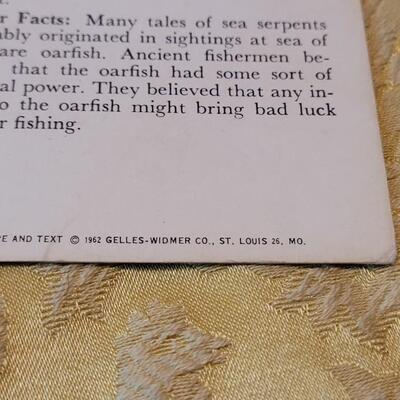 t.
r Facts: Many tales of sea serpents
ably originated in sightings at sea of
are oarfish. Ancient fishermen be-
that the oarfish had some sort of
al power. They believed that any in-
o the oarfish might bring bad luck
r fishing.
E AND TEXT © 1962 GELLES-WIDMER CO., ST. LOUIS 26, MO.